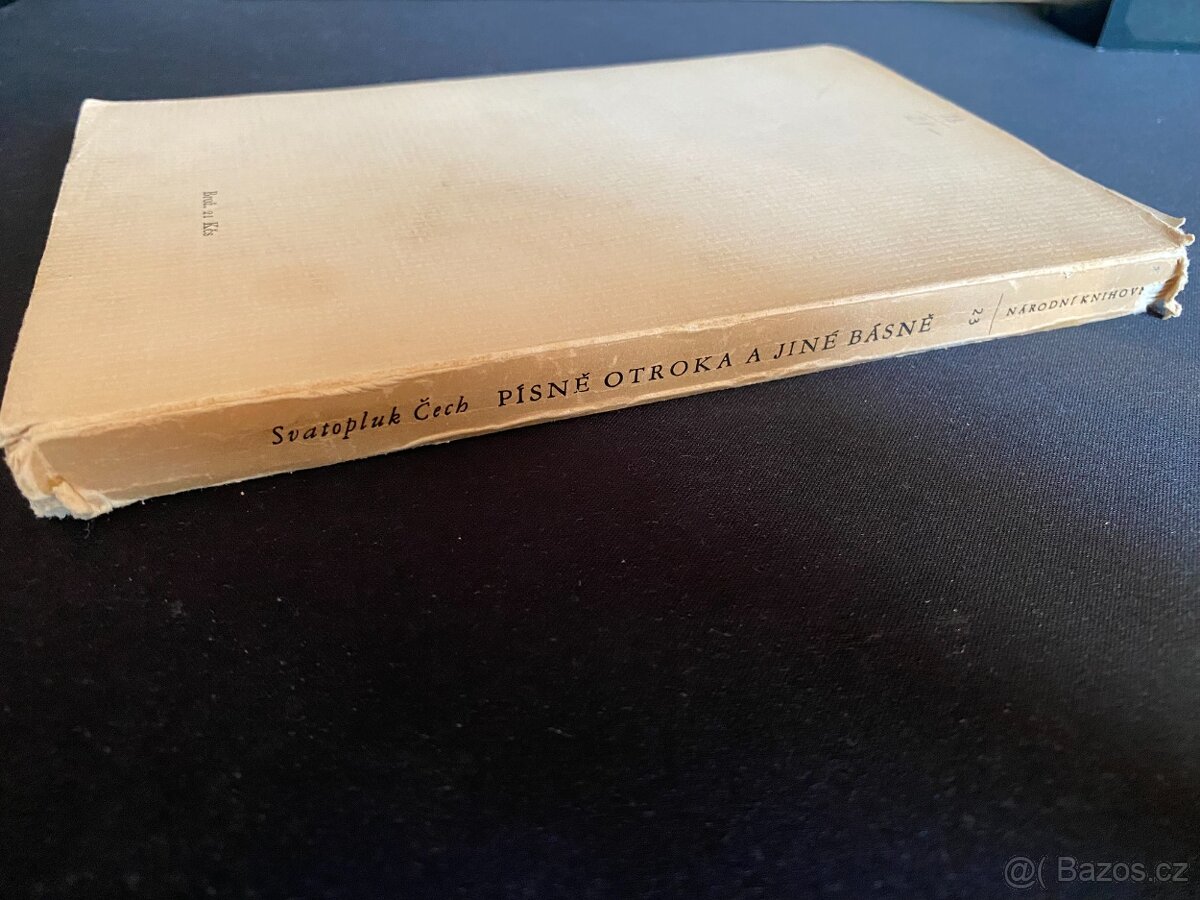 Brož. 21 Kčs
Svatopluk Čech PÍSNĚ OTROKA A JINÉ BÁSNĚ 23 NÁRODNÍ KNIHOV
@( Bazos.cz